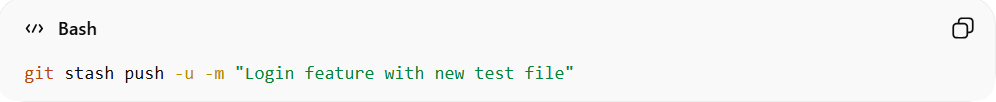 Bash
git stash push -u -m "Login feature with new test file"